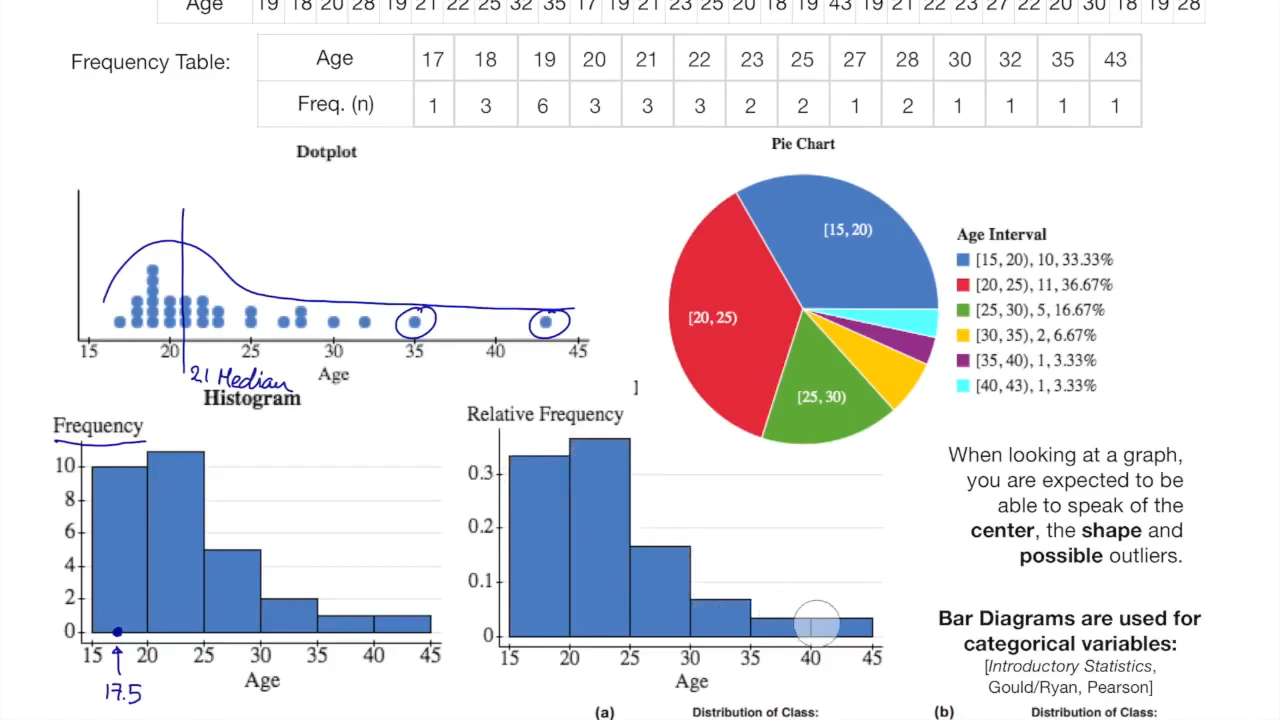 Age 19 18 20 28 19 21 22 25 32 35 17 19 21 23 25 20 18 19 43 19 21 22 23 27 22 20 30 18 19 28
Frequency Table:
Age 17 18 19 20 21 22 23 25 27 28 30 32 35 43
Freq. (n) 1 3 6 3 3 3 2 2 1 2 1 1 1 1
Dotplot
15 20 25 30 35 40 45
Age
21 Median
Pie Chart
[15, 20)
[20, 25)
[25, 30)
Age Interval
[15, 20), 10, 33.33%
[20, 25), 11, 36.67%
[25, 30), 5, 16.67%
[30, 35), 2, 6.67%
[35, 40), 1, 3.33%
[40, 43), 1, 3.33%
]
Histogram
Frequency
10
8
6
4
2
0
15 20 25 30 35 40 45
Age
17.5
Relative Frequency
0.3
0.2
0.1
0
15 20 25 30 35 40 45
Age
When looking at a graph,
you are expected to be
able to speak of the
center, the shape and
possible outliers.
Bar Diagrams are used for
categorical variables:
[Introductory Statistics,
Gould/Ryan, Pearson]
(a) Distribution of Class:
(b) Distribution of Class: